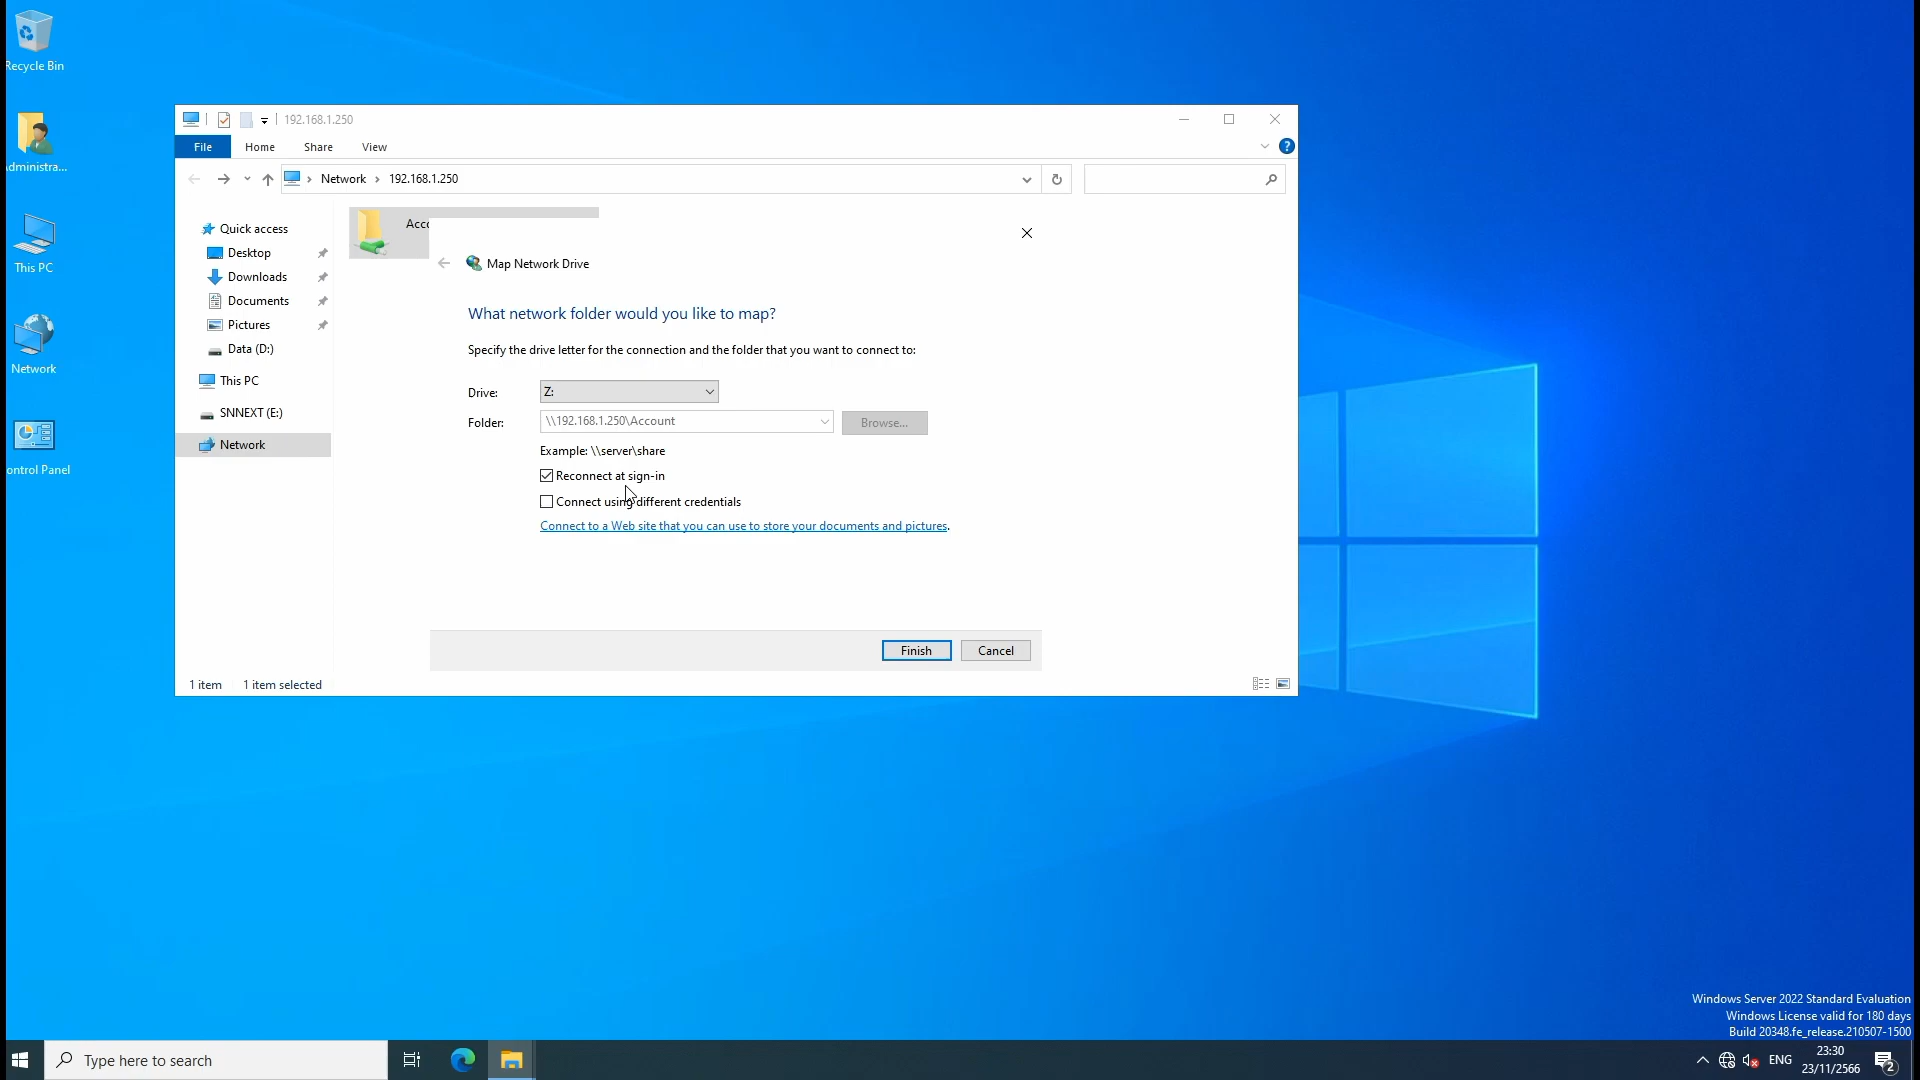 Recycle Bin
Administra...
This PC
Network
ontrol Panel
192.168.1.250
File
Home
Share
View
Network
192.168.1.250
Quick access
Desktop
Downloads
Documents
Pictures
Data (D:)
This PC
SNNEXT (E:)
Network
Acc
Map Network Drive
What network folder would you like to map?
Specify the drive letter for the connection and the folder that you want to connect to:
Drive:
Z:
Folder:
\\192.168.1.250\Account
Browse...
Example: \\server\share
Reconnect at sign-in
Connect using different credentials
Connect to a Web site that you can use to store your documents and pictures.
Finish
Cancel
1 item
1 item selected
Windows Server 2022 Standard Evaluation
Windows License valid for 180 days
Build 20348.fe_release.210507-1500
Type here to search
ENG
23:30
23/11/2566
2